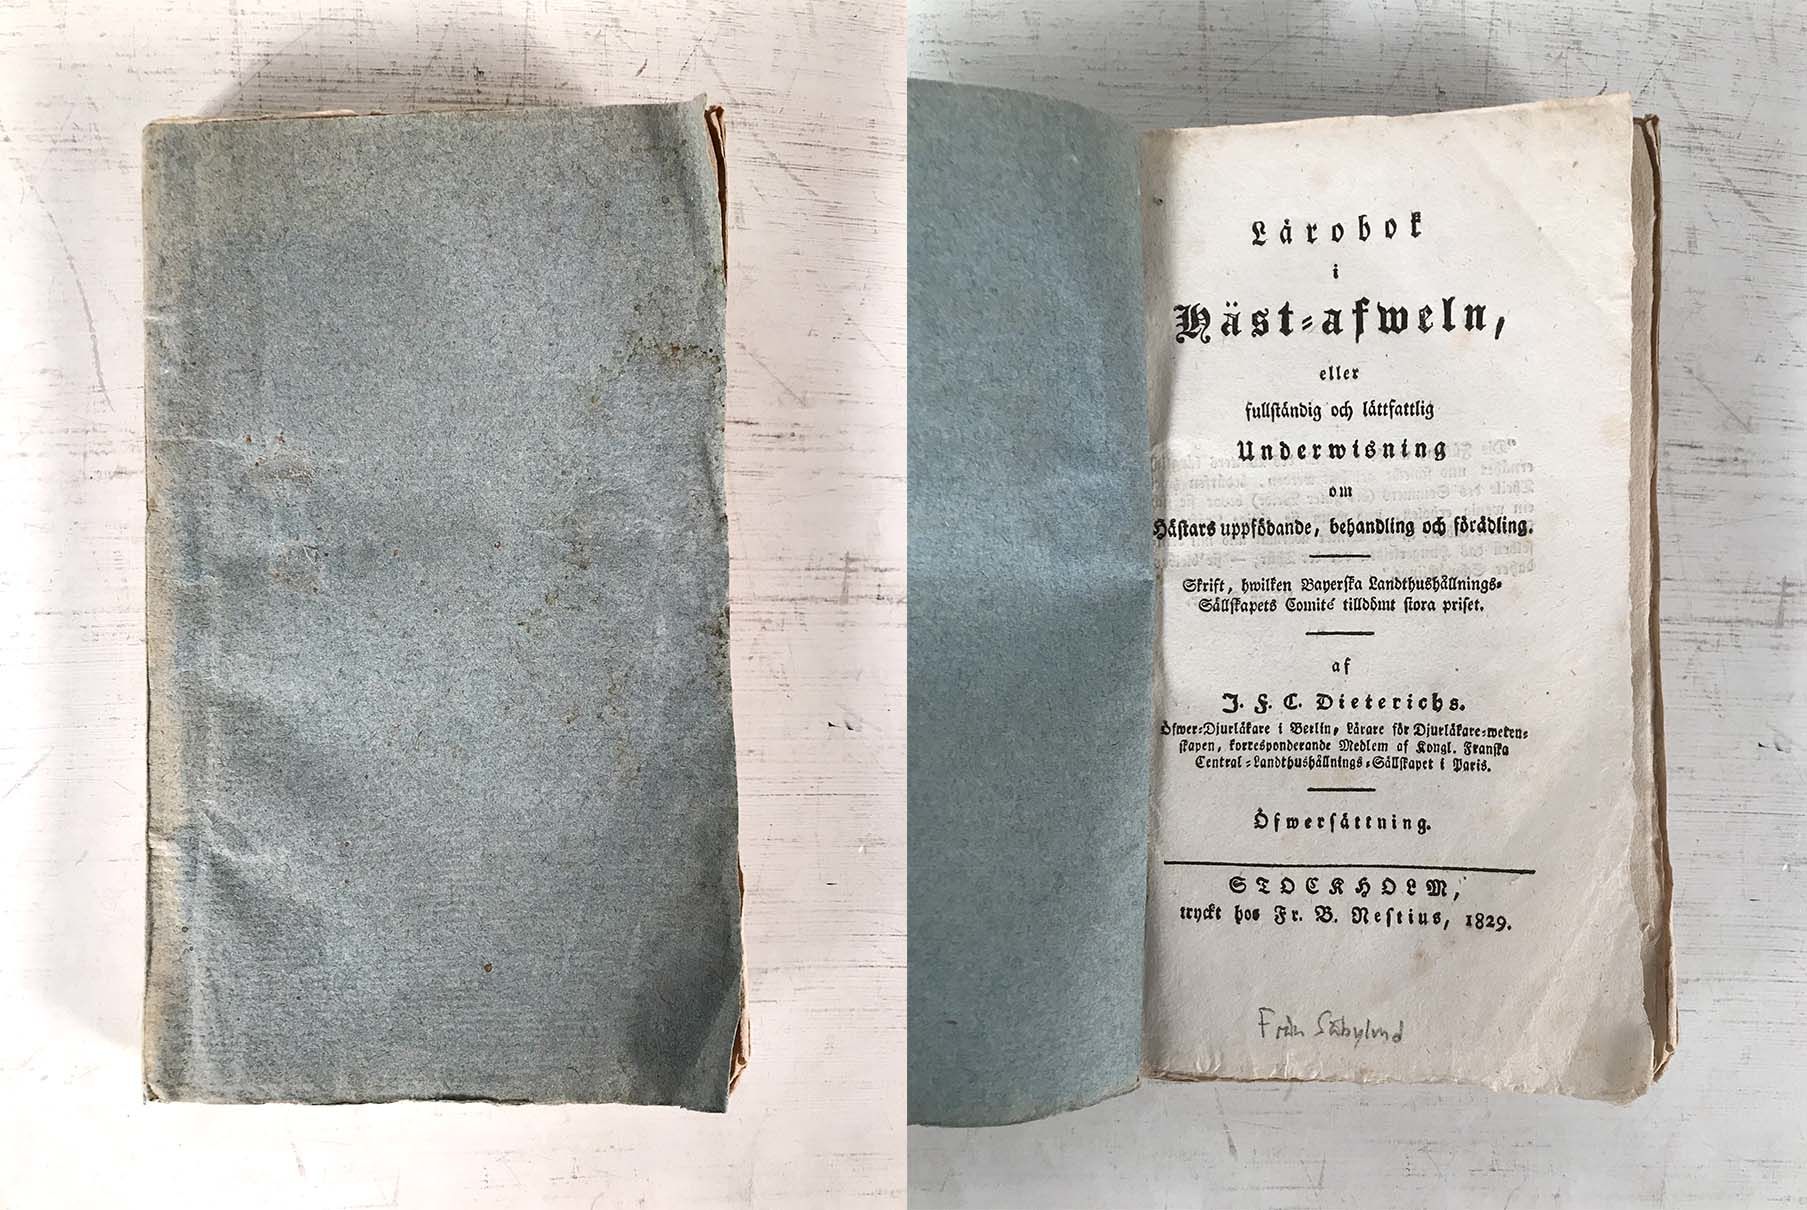 Lärobok
i
Häst-afweln,
eller
fullständig och lättfattlig
Underwisning
om
Hästars uppfödande, behandling och förädling.
Skrift, hwilken Bayerska Landthushållnings-
Sällskapets Comité tilldömt stora priset.
af
J. F. C. Dieterichs.
Öfwer-Djurläkare i Berlin, Lärare för Djurläkare-weten-
skapen, korresponderande Medlem af Kongl. Franska
Central-Landthushållnings-Sällskapet i Paris.
Öfwersättning.
STOCKHOLM,
tryckt hos Fr. B. Nestius, 1829.
Från Säbylund